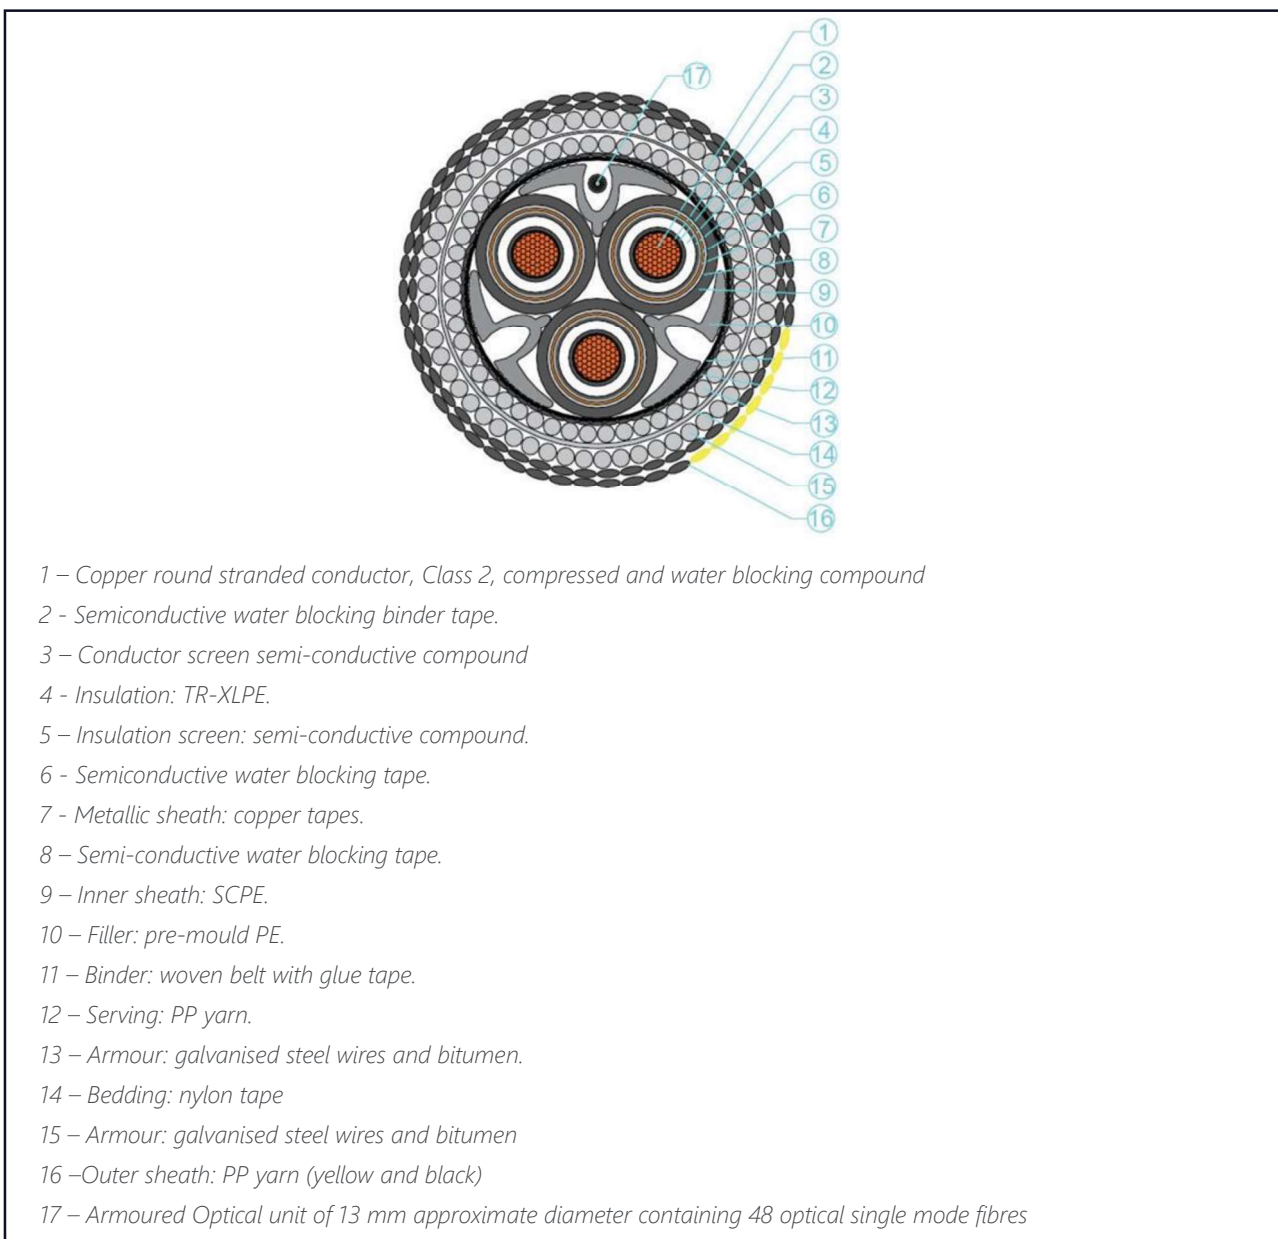 1
2
17
3
4
5
6
7
8
9
10
11
12
13
14
15
16
1 – Copper round stranded conductor, Class 2, compressed and water blocking compound
2 - Semiconductive water blocking binder tape.
3 – Conductor screen semi-conductive compound
4 - Insulation: TR-XLPE.
5 – Insulation screen: semi-conductive compound.
6 - Semiconductive water blocking tape.
7 - Metallic sheath: copper tapes.
8 – Semi-conductive water blocking tape.
9 – Inner sheath: SCPE.
10 – Filler: pre-mould PE.
11 – Binder: woven belt with glue tape.
12 – Serving: PP yarn.
13 – Armour: galvanised steel wires and bitumen.
14 – Bedding: nylon tape
15 – Armour: galvanised steel wires and bitumen
16 –Outer sheath: PP yarn (yellow and black)
17 – Armoured Optical unit of 13 mm approximate diameter containing 48 optical single mode fibres